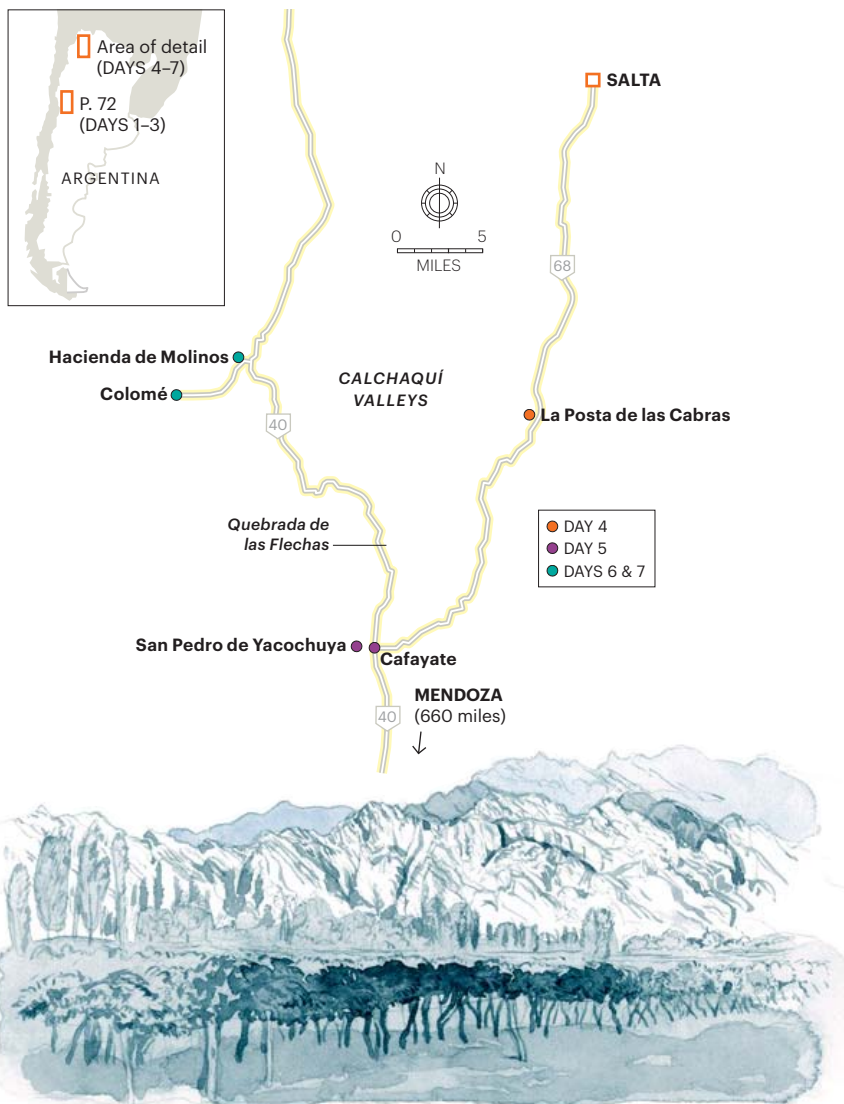 Area of detail
(DAYS 4–7)
P. 72
(DAYS 1–3)
ARGENTINA
SALTA
N
0 5
MILES
68
Hacienda de Molinos
Colomé
CALCHAQUÍ
VALLEYS
La Posta de las Cabras
40
Quebrada de
las Flechas
DAY 4
DAY 5
DAYS 6 & 7
San Pedro de Yacochuya
Cafayate
MENDOZA
(660 miles)
40